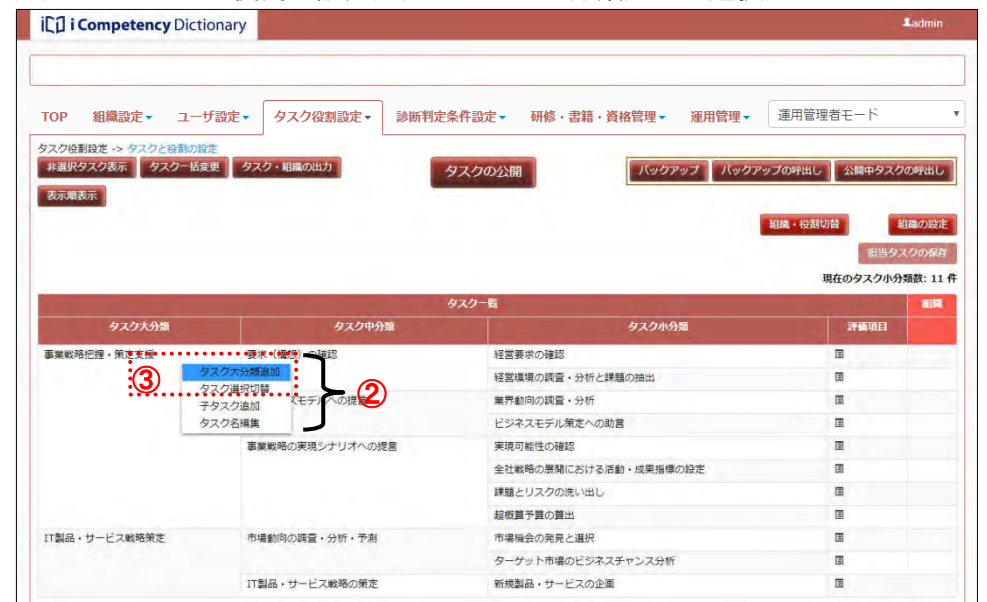 iCD i Competency Dictionary admin
TOP 組織設定 ユーザ設定 タスク役割設定 診断判定条件設定 研修・書籍・資格管理 運用管理 運用管理者モード
タスク役割設定 -> タスクと役割の設定
非選択タスク表示 タスク一括変更 タスク・組織の出力 タスクの公開 バックアップ バックアップの呼出し 公開中タスクの呼出し
表示順表示
組織・役割切替 組織の設定
担当タスクの保存
現在のタスク小分類数: 11 件
タスク一覧 組織
タスク大分類 タスク中分類 タスク小分類 評価項目
事業戦略把握・策定支援 要求（構想）の確認 経営要求の確認
タスク大分類追加 経営環境の調査・分析と課題の抽出
③ タスク選択切替 ②
子タスク追加 スモデルへの提言 業界動向の調査・分析
タスク名編集 ビジネスモデル策定への助言
事業戦略の実現シナリオへの提言 実現可能性の確認
全社戦略の展開における活動・成果指標の設定
課題とリスクの洗い出し
超概算予算の算出
IT製品・サービス戦略策定 市場動向の調査・分析・予測 市場機会の発見と選択
ターゲット市場のビジネスチャンス分析
IT製品・サービス戦略の策定 新規製品・サービスの企画